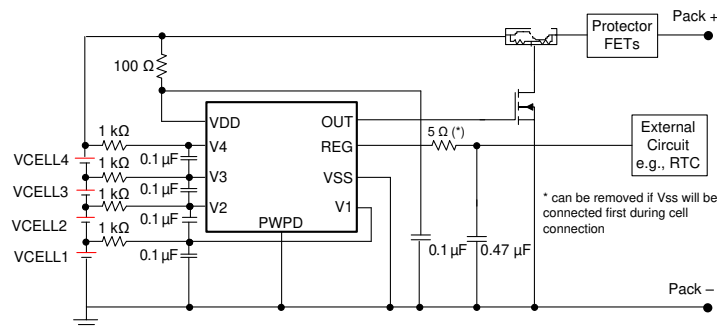 Pack +
Protector
FETs
100 Ω
VDD
OUT
1 kΩ
V4
REG
5 Ω (*)
External
Circuit
e.g., RTC
VCELL4
0.1 µF
1 kΩ
V3
VSS
VCELL3
0.1 µF
1 kΩ
V2
V1
* can be removed if Vss will be
connected first during cell
connection
VCELL2
0.1 µF
1 kΩ
PWPD
VCELL1
0.1 µF
0.1 µF
0.47 µF
Pack –